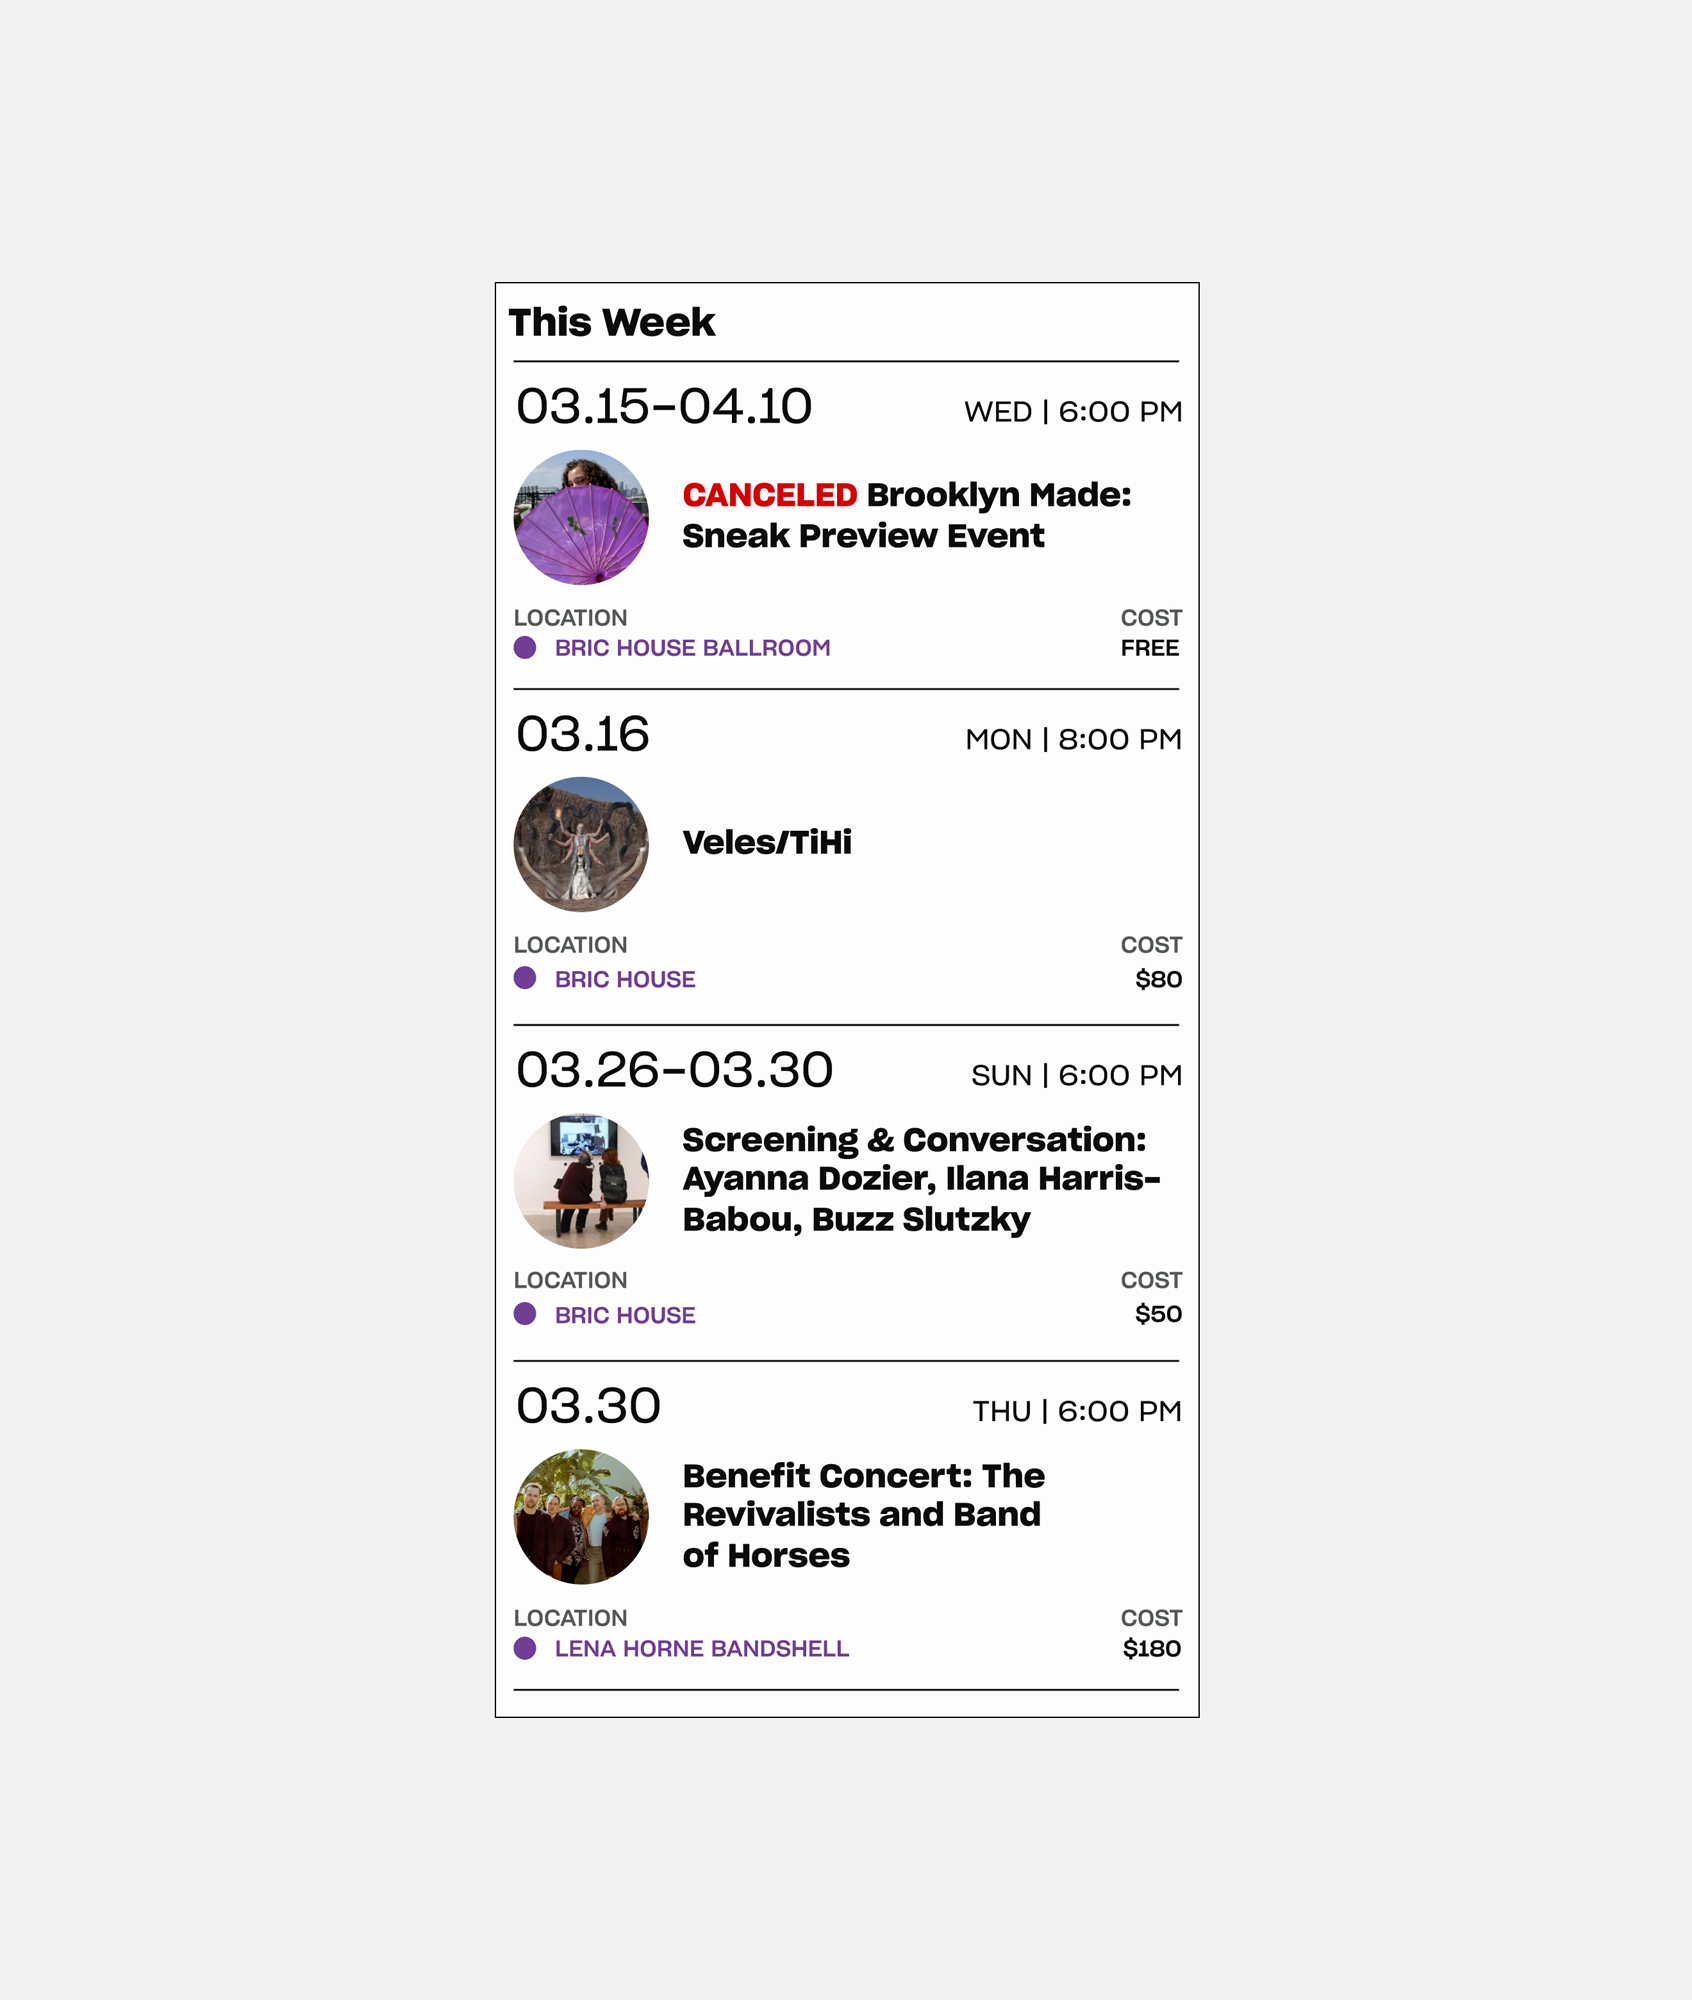 This Week
03.15–04.10 WED | 6:00 PM
CANCELED Brooklyn Made:
Sneak Preview Event
LOCATION COST
BRIC HOUSE BALLROOM FREE
03.16 MON | 8:00 PM
Veles/TiHi
LOCATION COST
BRIC HOUSE $80
03.26–03.30 SUN | 6:00 PM
Screening & Conversation:
Ayanna Dozier, Ilana Harris-
Babou, Buzz Slutzky
LOCATION COST
BRIC HOUSE $50
03.30 THU | 6:00 PM
Benefit Concert: The
Revivalists and Band
of Horses
LOCATION COST
LENA HORNE BANDSHELL $180